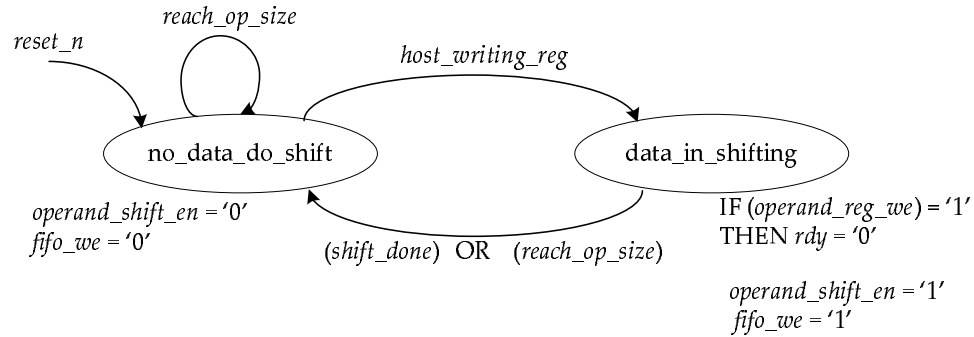 reach_op_size
reset_n
host_writing_reg
no_data_do_shift
data_in_shifting
operand_shift_en = ‘0’
fifo_we = ‘0’
(shift_done) OR (reach_op_size)
IF (operand_reg_we) = ‘1’
THEN rdy = ‘0’
operand_shift_en = ‘1’
fifo_we = ‘1’